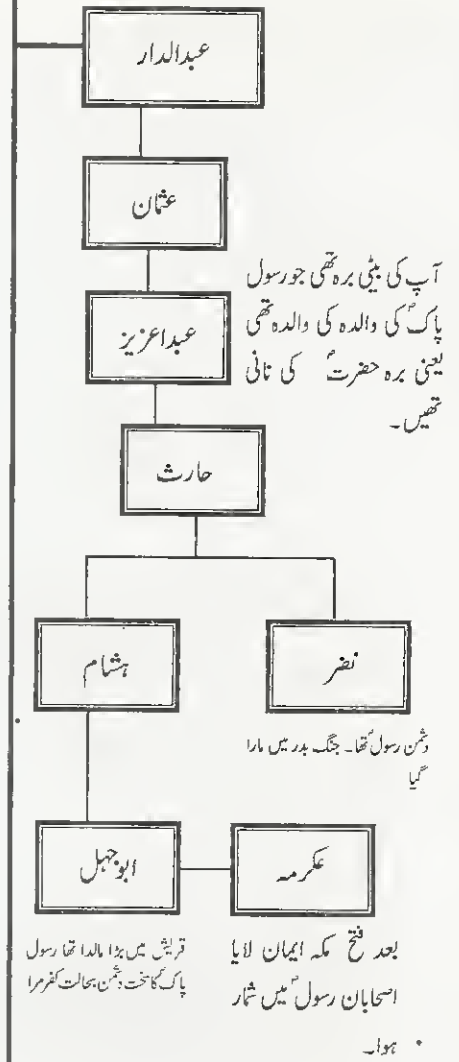 عبدالدار
عثمان
آپ کی بیٹی برہ تھی جو رسول
پاکؐ کی والدہ کی والدہ تھی
یعنی برہ حضرتؐ کی نانی
تھیں۔
عبداعزیز
حارث
نضر
ہشام
دشمن رسولؐ تھا۔ جنگ بدر میں مارا
گیا
عکرمہ
ابوجہل
بعد فتح مکہ ایمان لایا
اصحابان رسولؐ میں شمار
ہوا۔
قریش میں بڑا مالدا تھا رسول
پاکؐ کا سخت دشمن بحالت کفر مرا